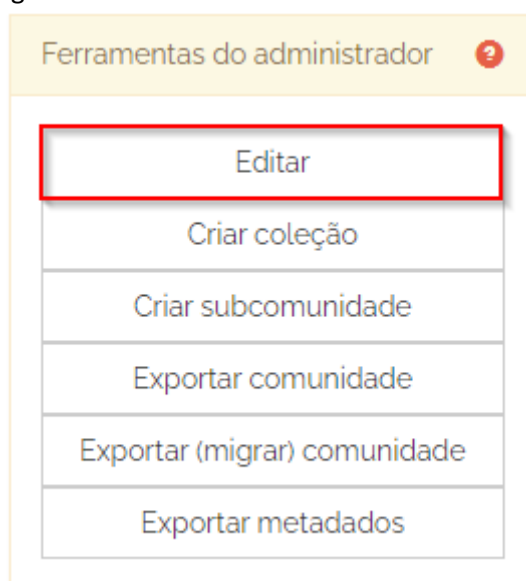 Ferramentas do administrador ?
Editar
Criar coleção
Criar subcomunidade
Exportar comunidade
Exportar (migrar) comunidade
Exportar metadados